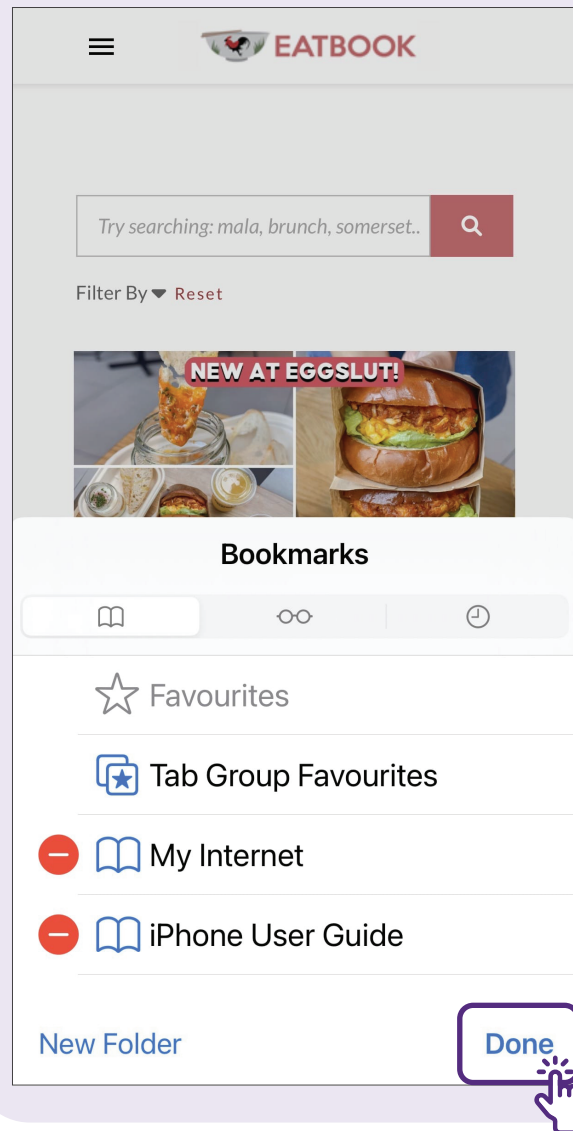 EATBOOK
Try searching: mala, brunch, somerset..
Filter By Reset
NEW AT EGGSLUT!
Bookmarks
Favourites
Tab Group Favourites
My Internet
iPhone User Guide
New Folder Done